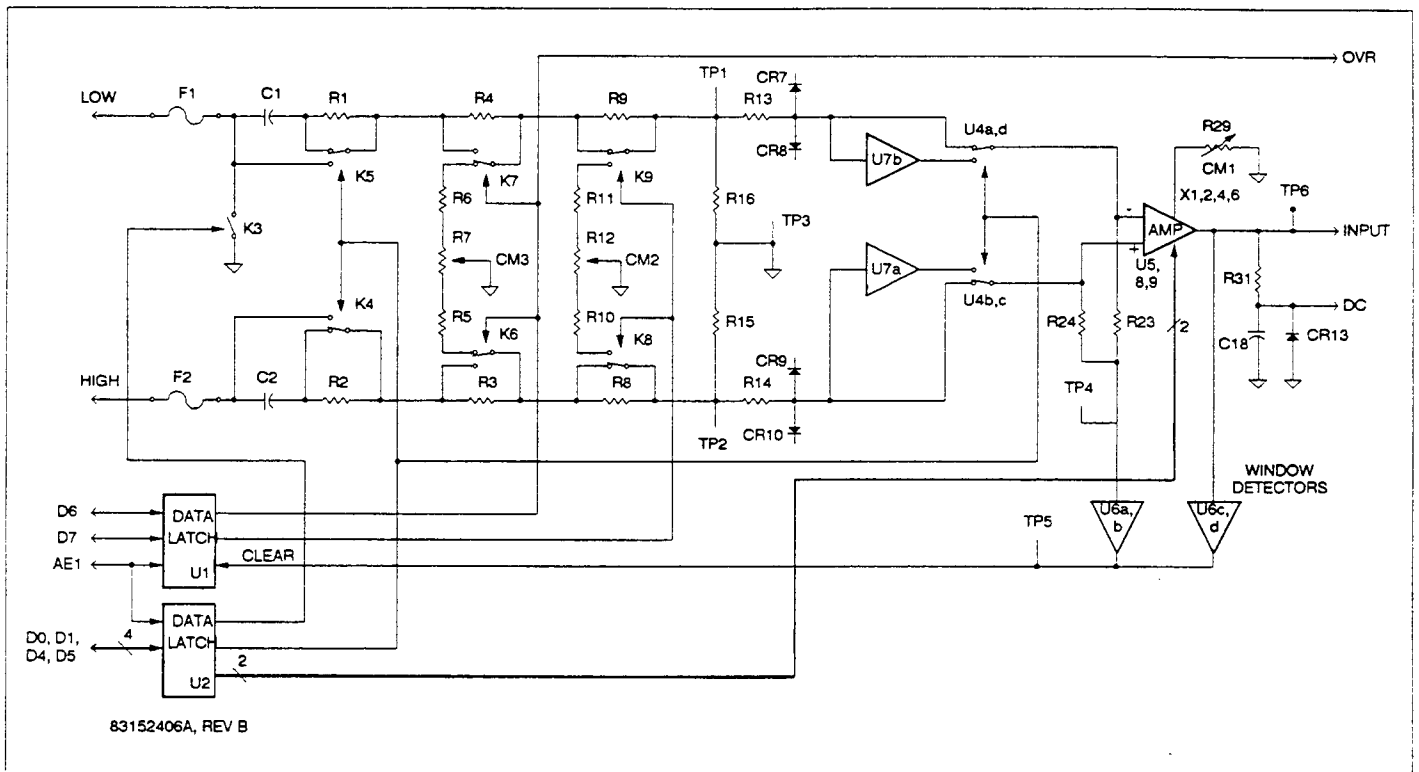 OVR
TP1
CR7
LOW
F1
C1
R1
R4
R9
R13
U4a,d
R29
CR8
U7b
CM1
K5
K7
K9
X1,2,4,6
TP6
R6
R11
R16
K3
TP3
-
AMP
INPUT
R7
CM3
R12
CM2
+
U7a
U5,
8,9
R31
K4
U4b,c
DC
R5
K6
R10
K8
R15
R24
R23
2
C18
CR13
HIGH
F2
C2
R2
R3
R8
CR9
R14
TP4
CR10
TP2
WINDOW
DETECTORS
D6
DATA
U6a,
b
U6c,
d
D7
LATCH
TP5
AE1
CLEAR
U1
DATA
D0, D1,
D4, D5
4
LATCH
2
U2
83152406A, REV B